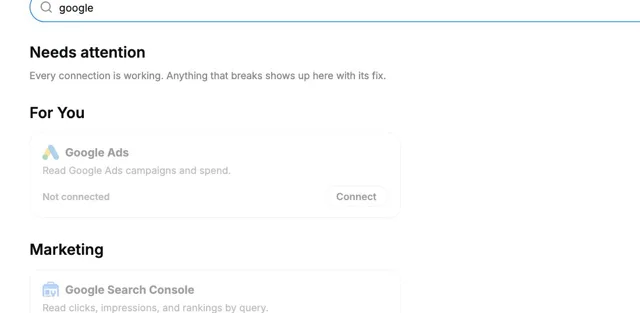 google
Needs attention
Every connection is working. Anything that breaks shows up here with its fix.
For You
Google Ads
Read Google Ads campaigns and spend.
Not connected
Connect
Marketing
Google Search Console
Read clicks, impressions, and rankings by query.